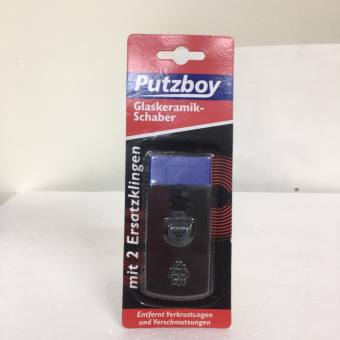 Putzboy
Glaskeramik-
Schaber
mit 2 Ersatzklingen
Entfernt Verkrustungen
und Verschmutzungen